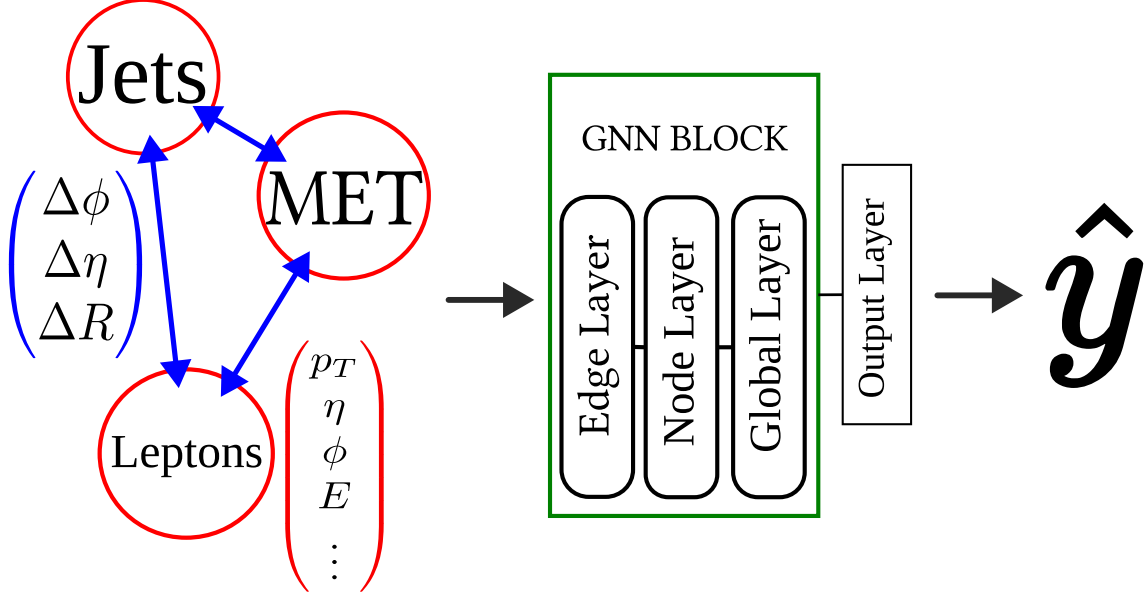 Jets
MET
Δϕ
Δη
ΔR
Leptons
p_T
η
ϕ
E
⋮
GNN BLOCK
Edge Layer
Node Layer
Global Layer
Output Layer
ŷ